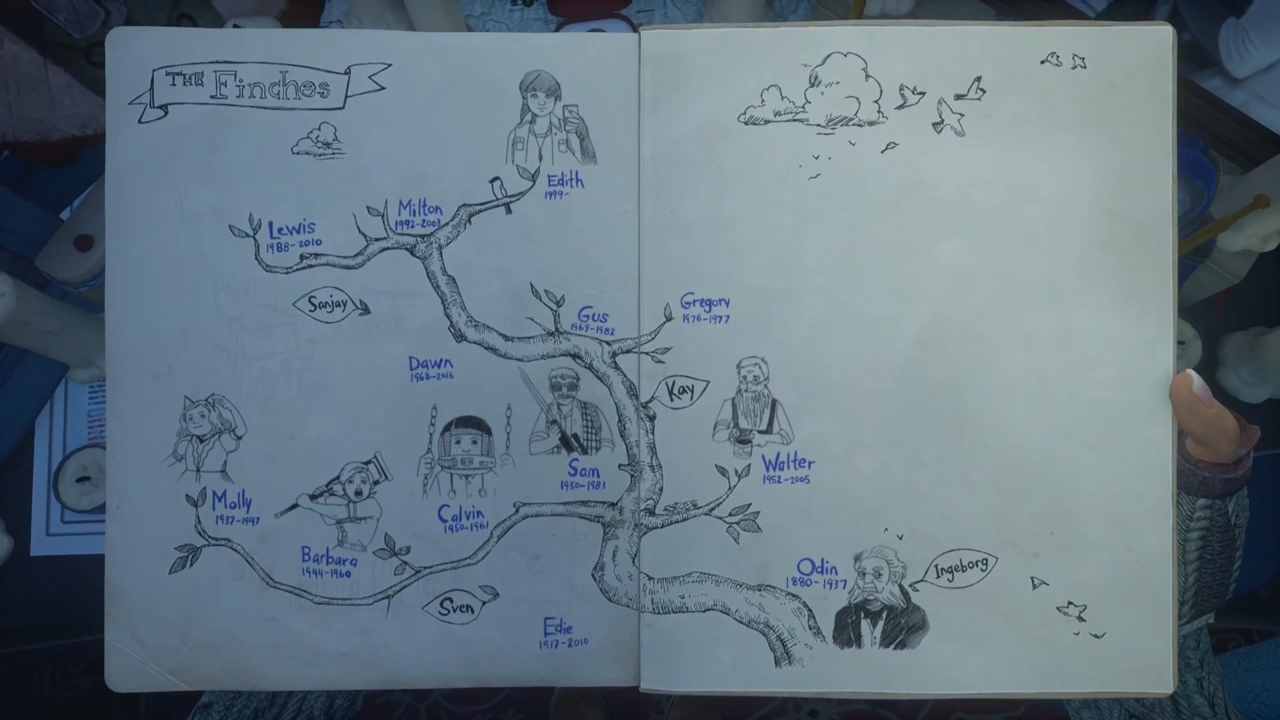 THE Finches
Edith
1999-
Milton
1992-2003
Lewis
1988-2010
Sanjay
Gus
1969-1982
Gregory
1976-1977
Dawn
1968-2016
Kay
Sam
1950-1983
Walter
1952-2005
Molly
1937-1947
Calvin
1950-1961
Barbara
1944-1960
Sven
Odin
1880-1937
Ingeborg
Edie
1917-2010